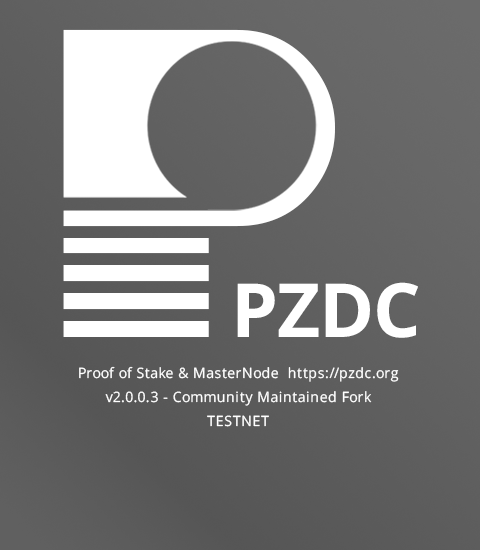 PZDC
Proof of Stake & MasterNode  https://pzdc.org
v2.0.0.3 - Community Maintained Fork
TESTNET